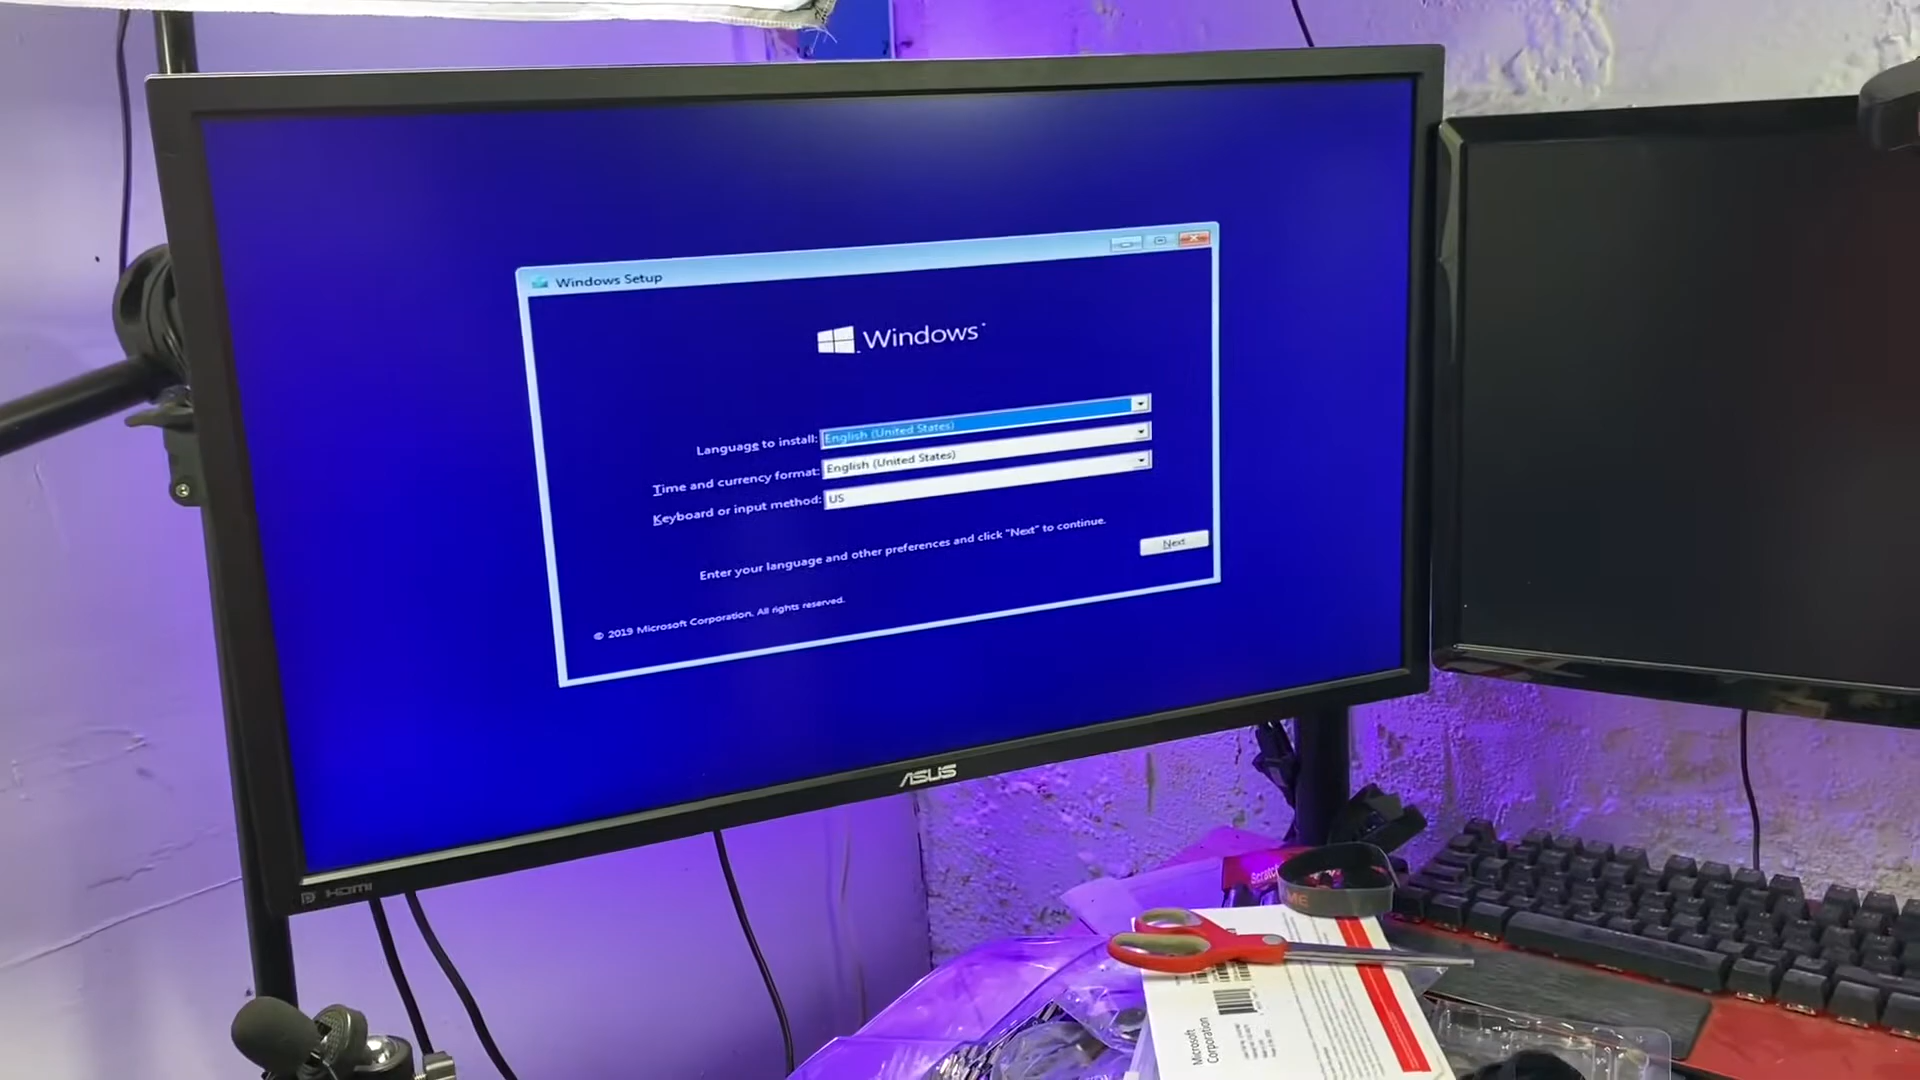 Windows Setup
Windows
Language to install: English (United States)
Time and currency format: English (United States)
Keyboard or input method: US
Enter your language and other preferences and click "Next" to continue.
Next
© 2019 Microsoft Corporation. All rights reserved.
ASUS
HDMI
Scratch
ME
Microsoft
Corporation